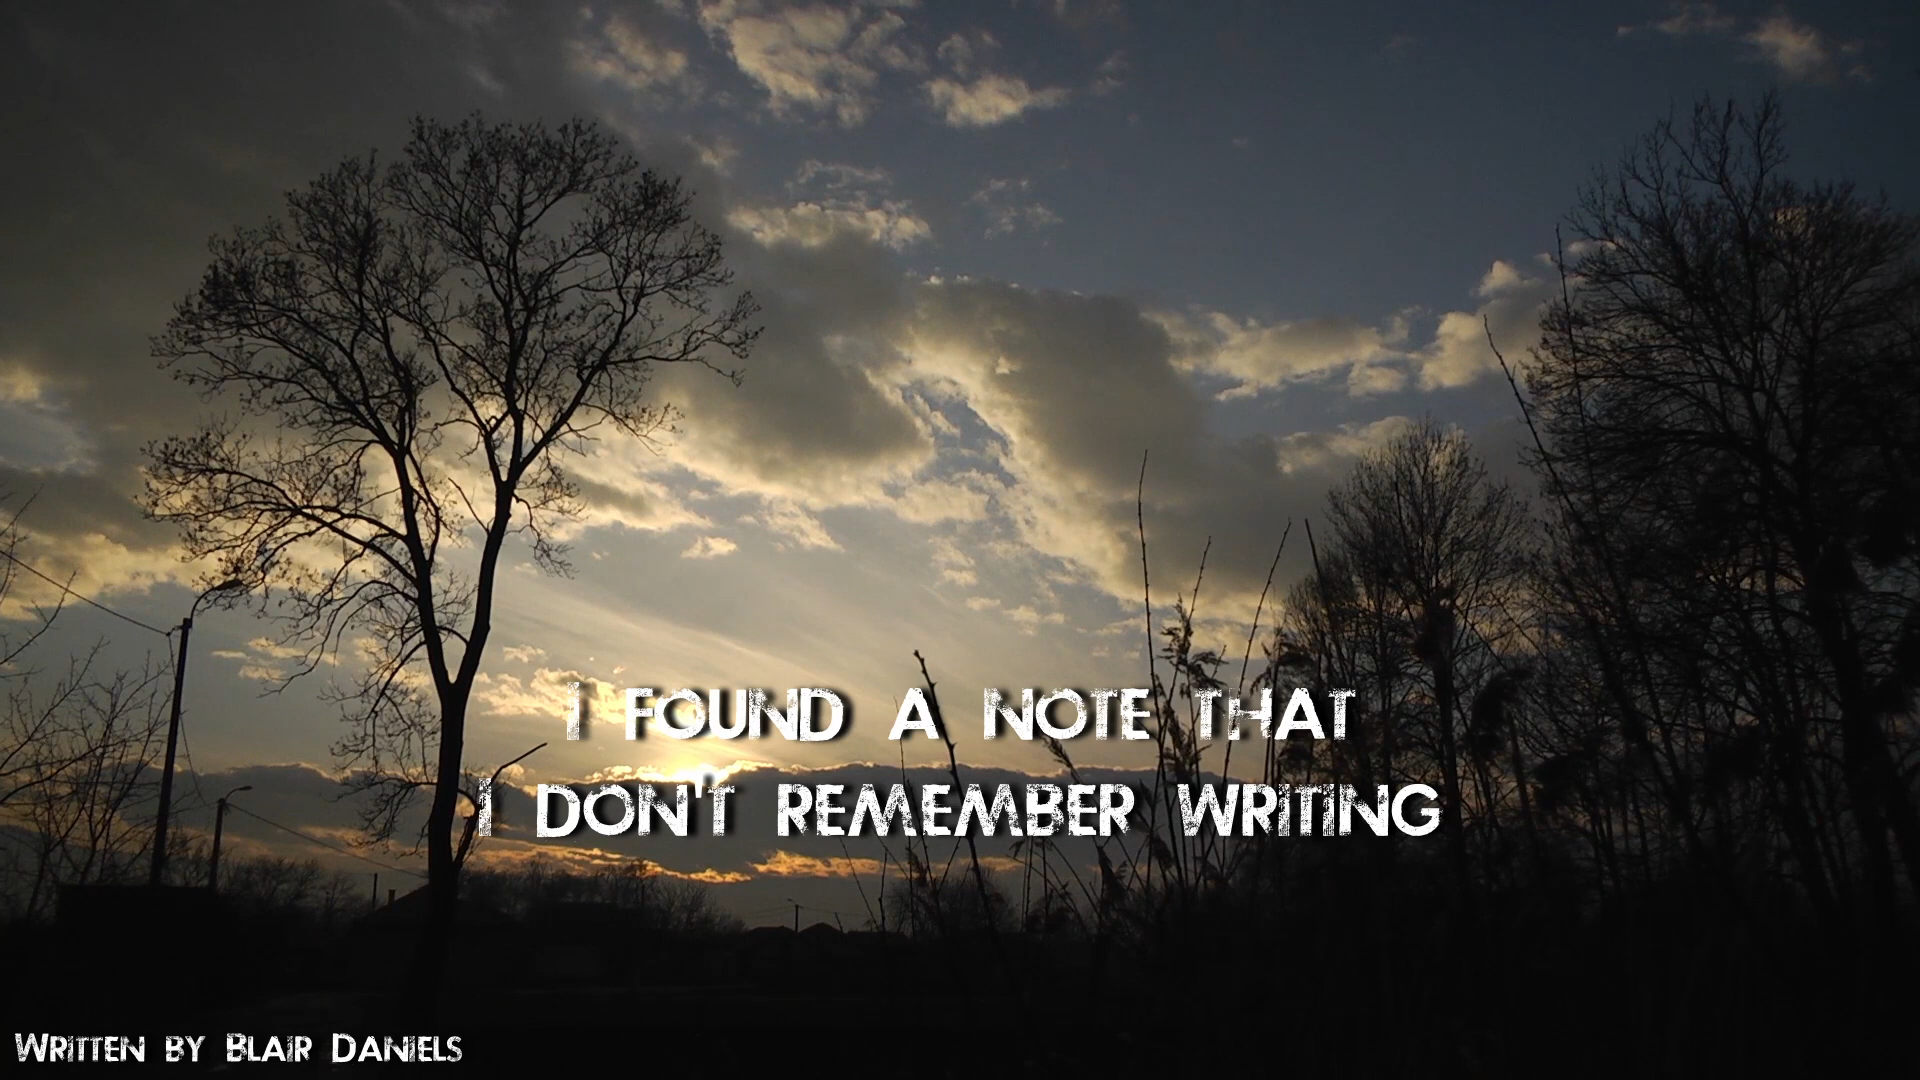 I FOUND A NOTE THAT
I DON'T REMEMBER WRITING
WRITTEN BY BLAIR DANIELS